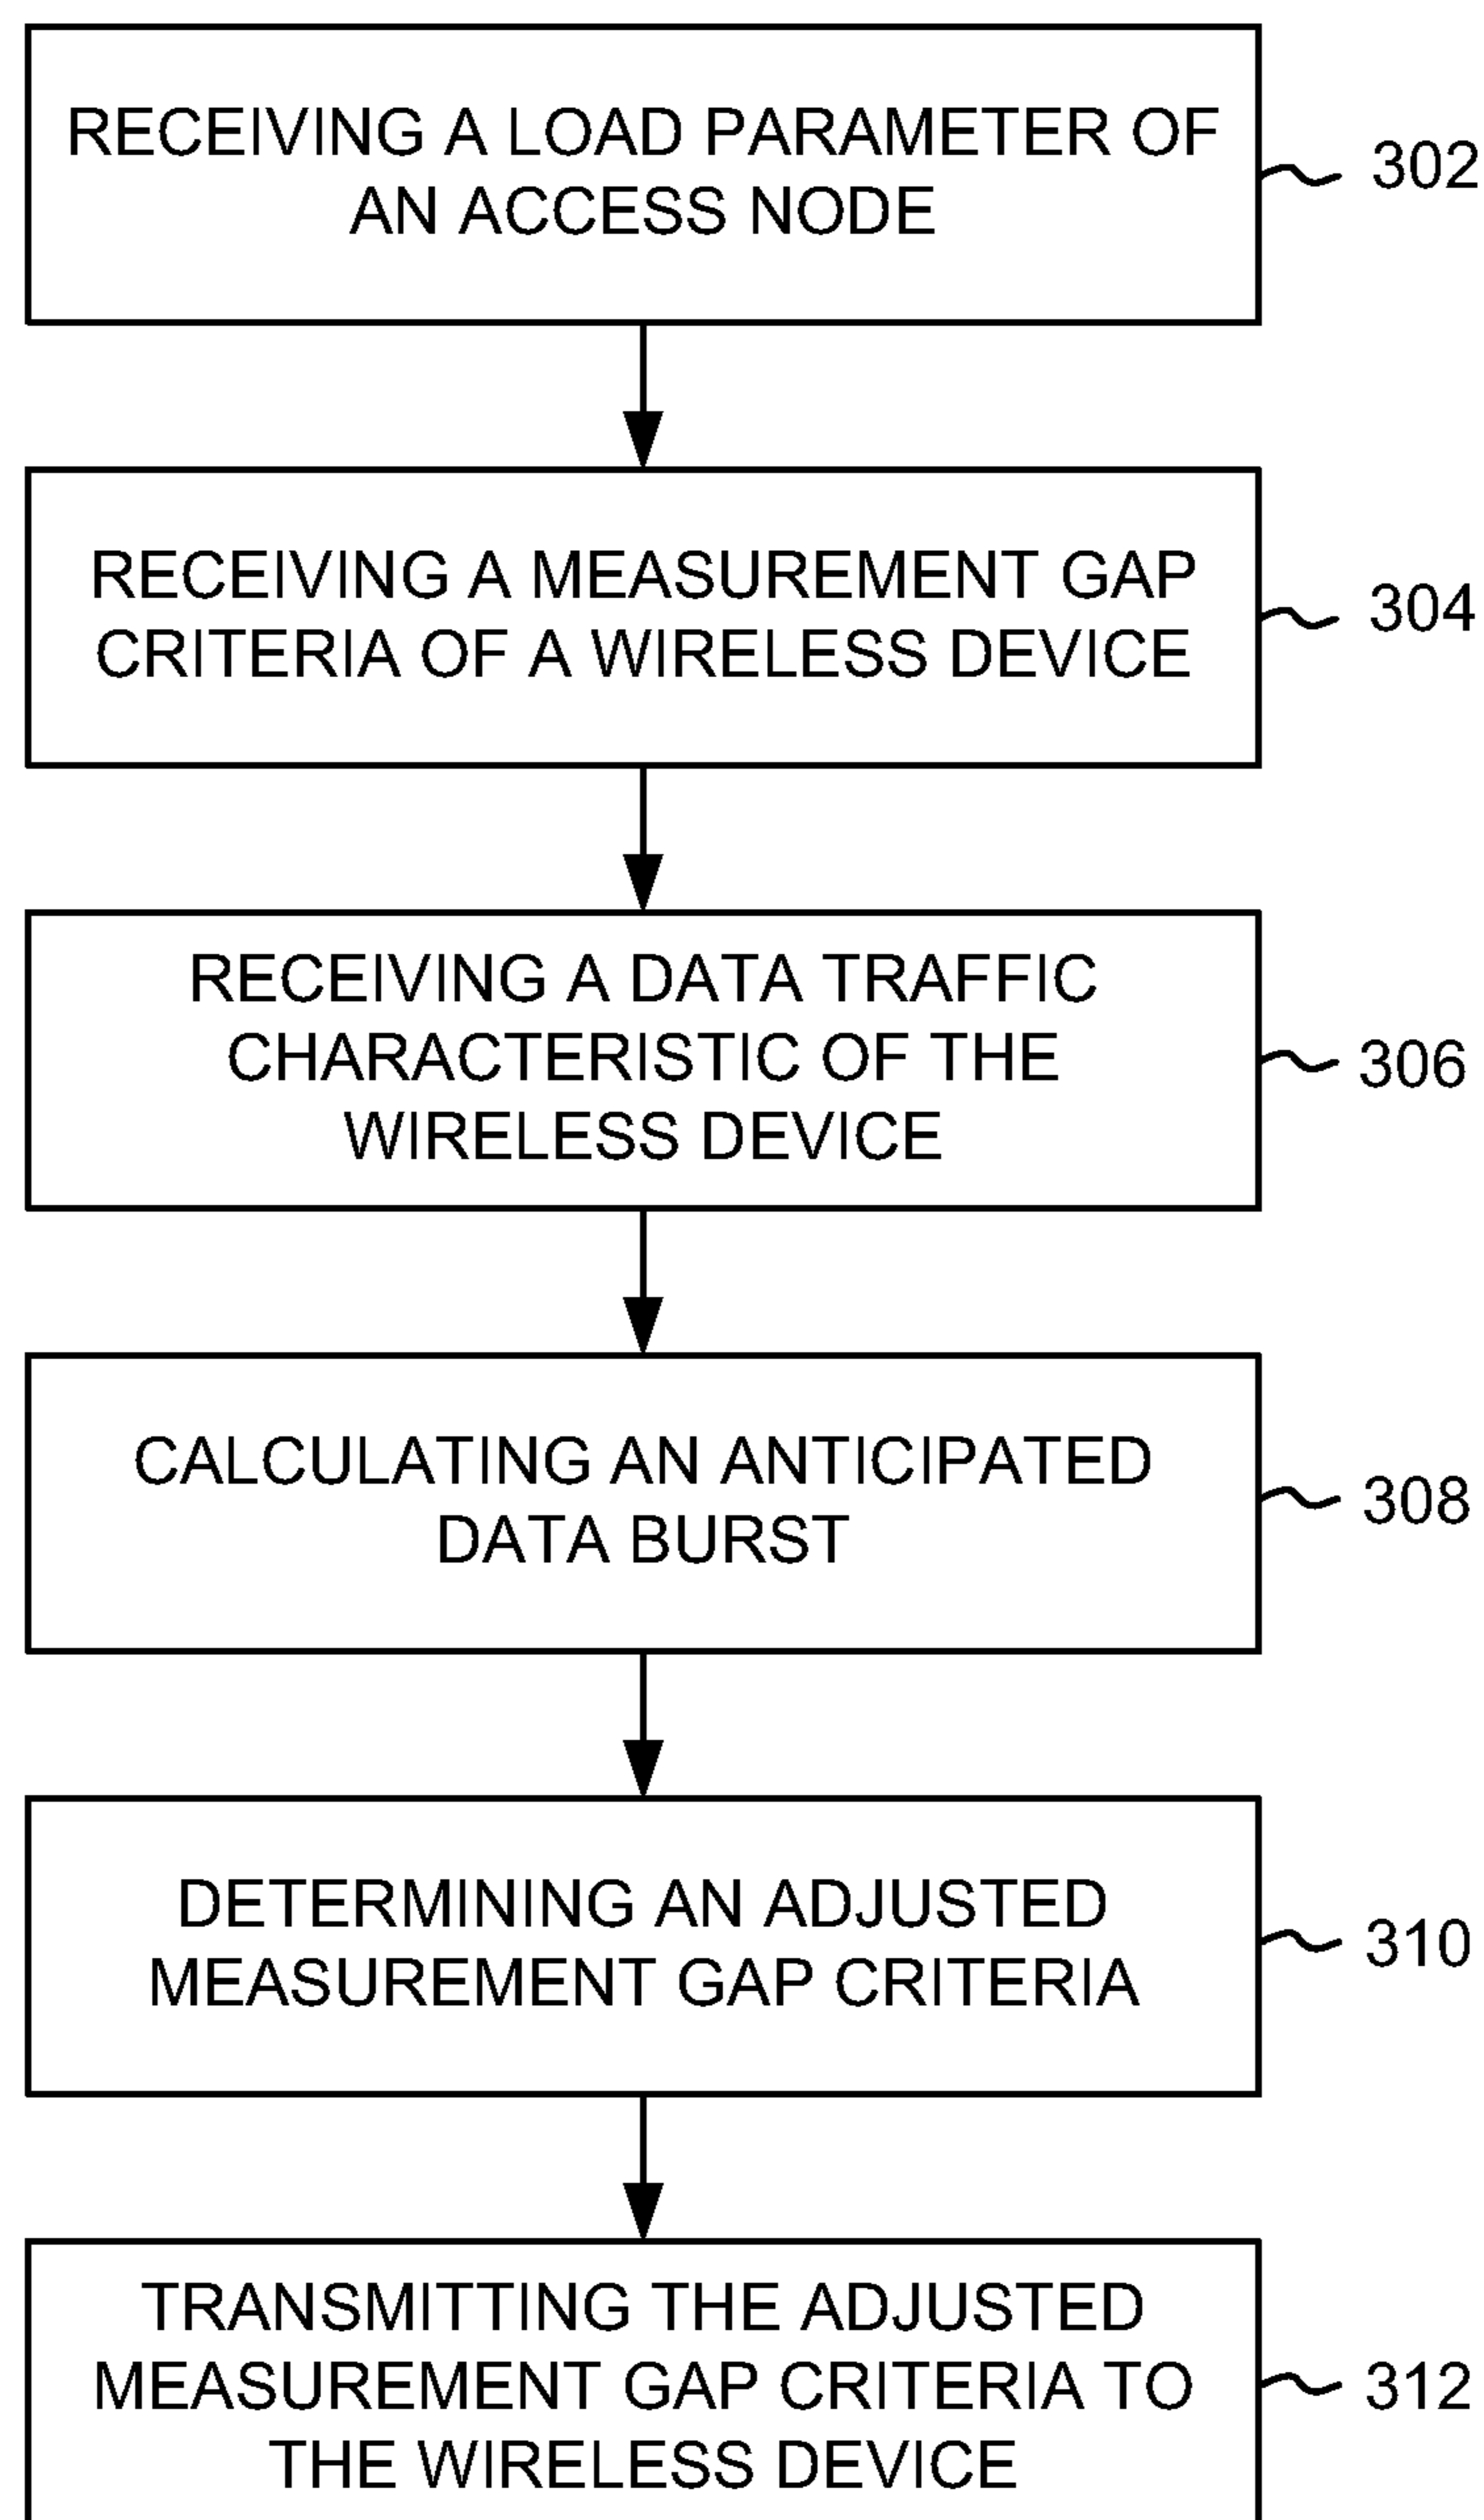 RECEIVING A LOAD PARAMETER OF
AN ACCESS NODE
302
RECEIVING A MEASUREMENT GAP
CRITERIA OF A WIRELESS DEVICE
304
RECEIVING A DATA TRAFFIC
CHARACTERISTIC OF THE
WIRELESS DEVICE
306
CALCULATING AN ANTICIPATED
DATA BURST
308
DETERMINING AN ADJUSTED
MEASUREMENT GAP CRITERIA
310
TRANSMITTING THE ADJUSTED
MEASUREMENT GAP CRITERIA TO
THE WIRELESS DEVICE
312